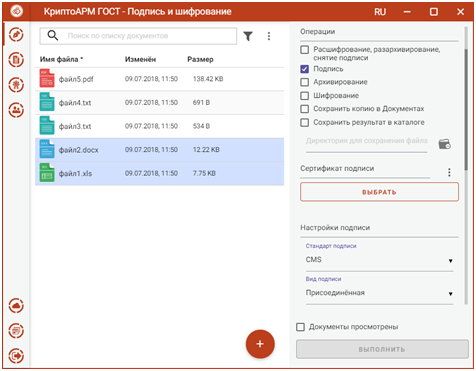 КриптоАРМ ГОСТ - Подпись и шифрование
RU
Поиск по списку документов
Имя файла
Изменён
Размер
файл5.pdf 09.07.2018, 11:50 138.42 KB
файл4.txt 09.07.2018, 11:50 691 B
файл3.txt 09.07.2018, 11:50 534 B
файл2.docx 09.07.2018, 11:50 12.22 KB
файл1.xls 09.07.2018, 11:50 7.75 KB
Операции
Расшифрование, разархивирование,
снятие подписи
Подпись
Архивирование
Шифрование
Сохранить копию в Документах
Сохранить результат в каталоге
Директория для сохранения файла
Сертификат подписи
ВЫБРАТЬ
Настройки подписи
Стандарт подписи
CMS
Вид подписи
Присоединённая
Документы просмотрены
ВЫПОЛНИТЬ